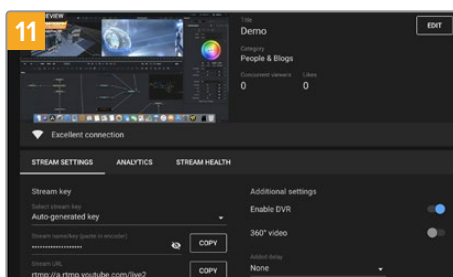 11
PREVIEW
Title
Demo
EDIT
Category
People & Blogs
Concurrent viewers Likes
0 0
Excellent connection
STREAM SETTINGS ANALYTICS STREAM HEALTH
Stream key
Additional settings
Select stream key
Auto-generated key
Enable DVR
Stream name/key (paste in encoder)
COPY
360° video
Stream URL
rtmp://a.rtmp.youtube.com/live2
COPY
Added delay
None